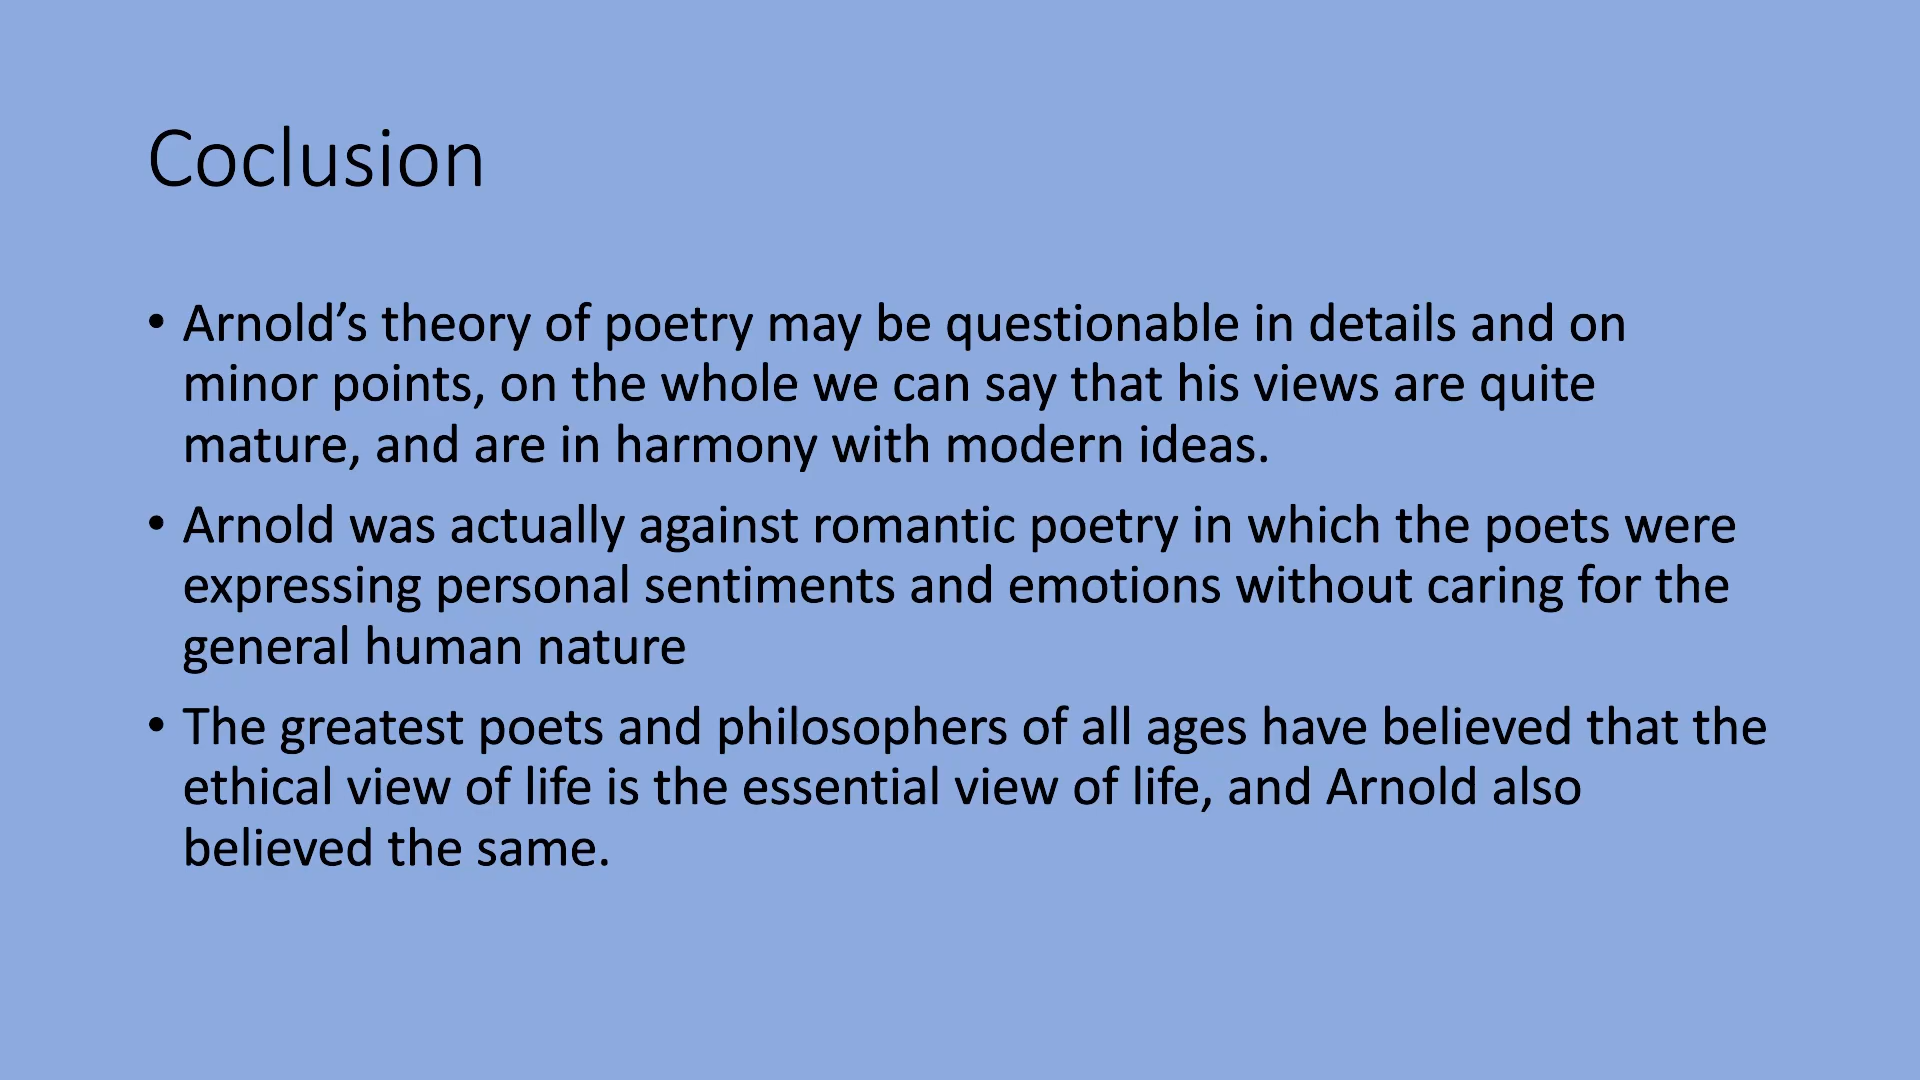 Coclusion
• Arnold’s theory of poetry may be questionable in details and on
minor points, on the whole we can say that his views are quite
mature, and are in harmony with modern ideas.
• Arnold was actually against romantic poetry in which the poets were
expressing personal sentiments and emotions without caring for the
general human nature
• The greatest poets and philosophers of all ages have believed that the
ethical view of life is the essential view of life, and Arnold also
believed the same.